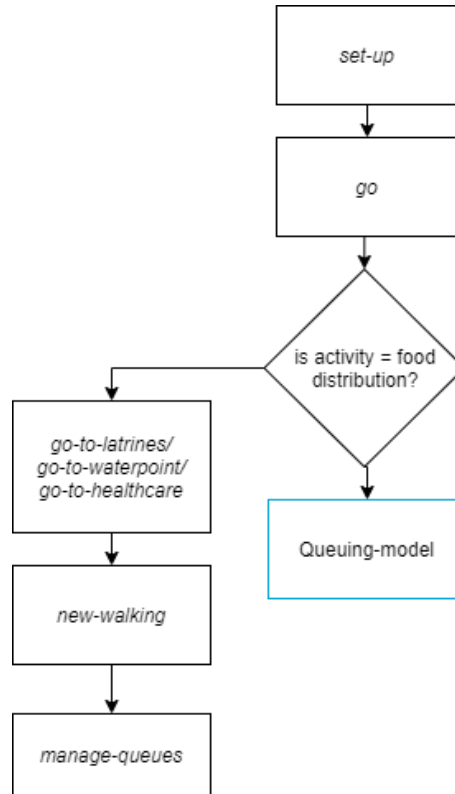 set-up
go
is activity = food
distribution?
go-to-latrines/
go-to-waterpoint/
go-to-healthcare
Queuing-model
new-walking
manage-queues